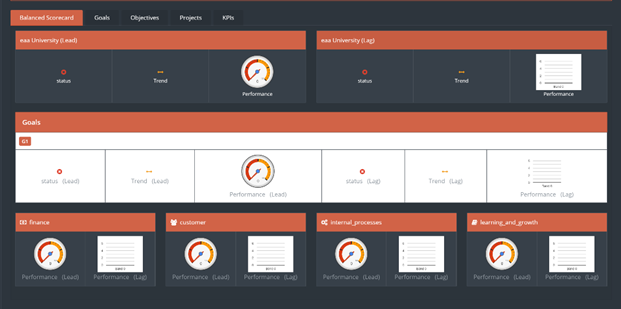 Balanced Scorecard Goals Objectives Projects KPIs
eaa University (Lead) eaa University (Lag)
status Trend Performance status Trend Performance
Goals
G1
status (Lead) Trend (Lead) Performance (Lead) status (Lag) Trend (Lag) Performance (Lag)
finance customer internal_processes learning_and_growth
Performance (Lead) Performance (Lag) Performance (Lead) Performance (Lag) Performance (Lead) Performance (Lag) Performance (Lead) Performance (Lag)